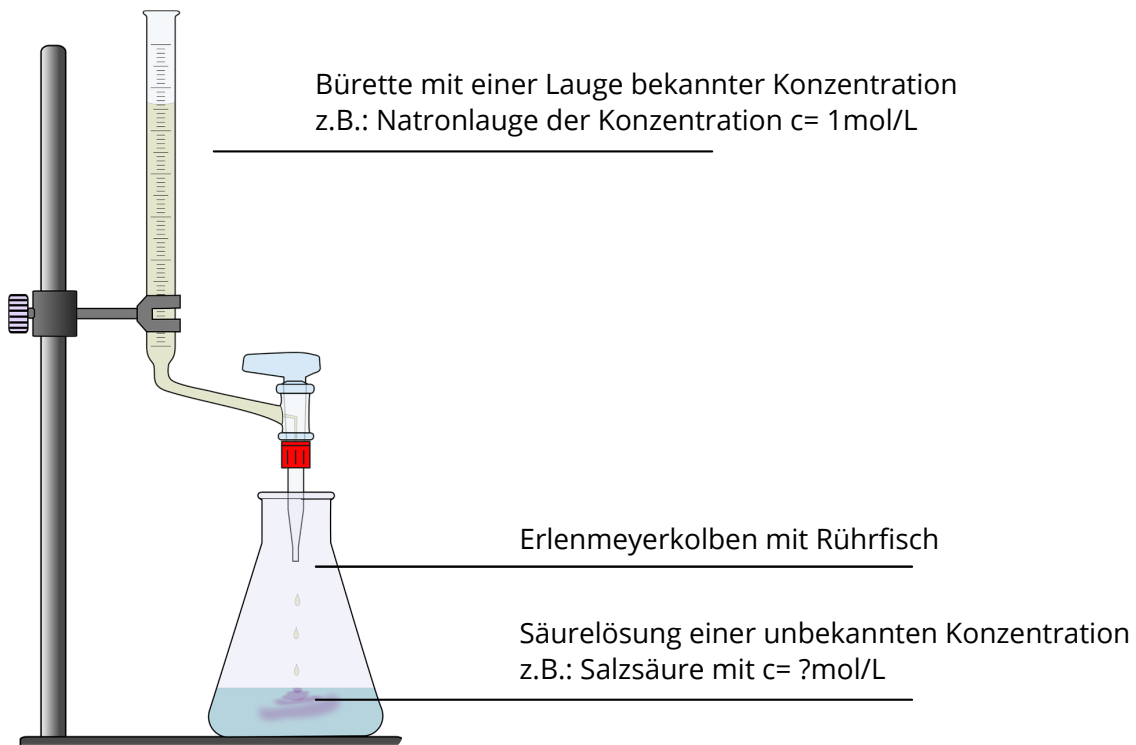 Bürette mit einer Lauge bekannter Konzentration
z.B.: Natronlauge der Konzentration c= 1mol/L
Erlenmeyerkolben mit Rührfisch
Säurelösung einer unbekannten Konzentration
z.B.: Salzsäure mit c= ?mol/L